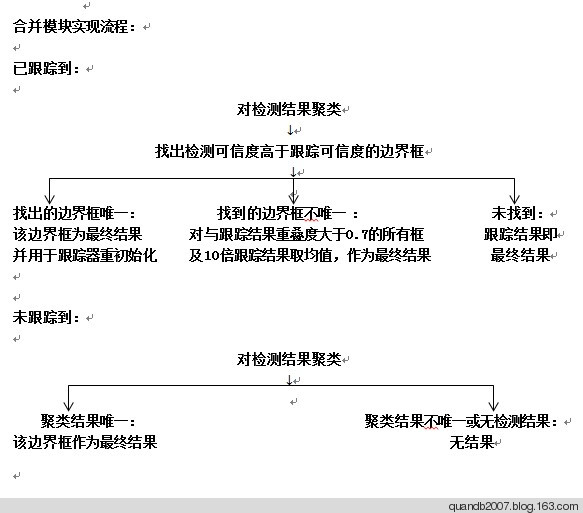 合并模块实现流程：
已跟踪到：
对检测结果聚类
↓
找出检测可信度高于跟踪可信度的边界框
↓
找出的边界框唯一：
该边界框为最终结果
并用于跟踪器重初始化
找到的边界框不唯一：
对与跟踪结果重叠度大于0.7的所有框
及10倍跟踪结果取均值，作为最终结果
未找到：
跟踪结果即
最终结果
未跟踪到：
对检测结果聚类
↓
聚类结果唯一：
该边界框作为最终结果
聚类结果不唯一或无检测结果：
无结果
quandb2007.blog.163.com